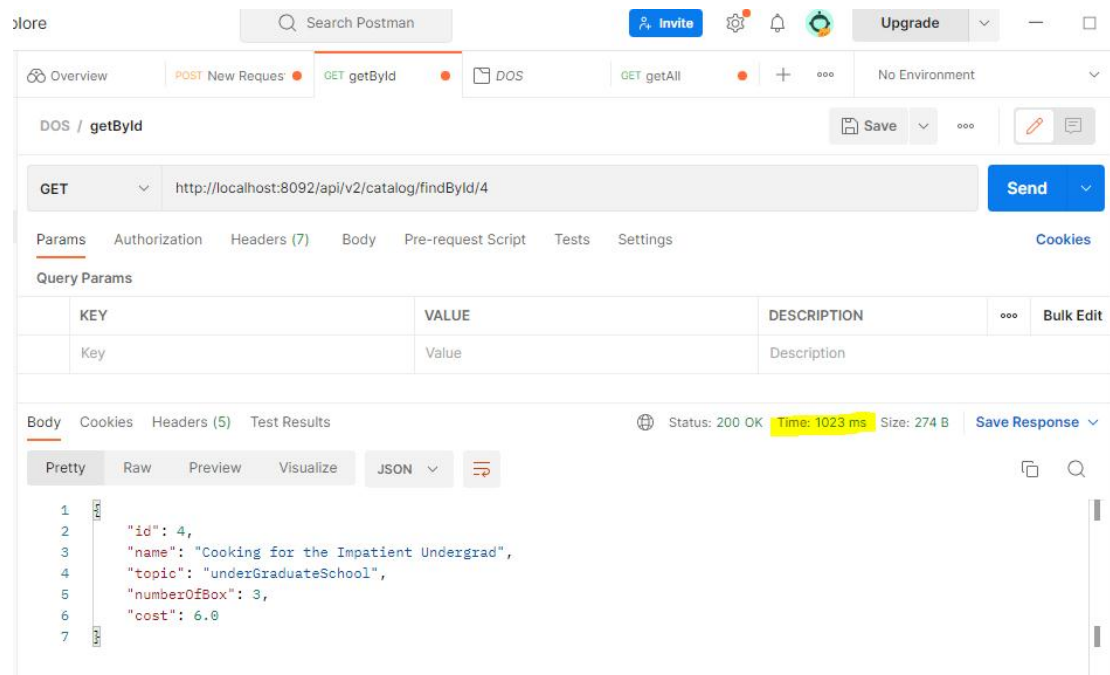 plore
Search Postman
Invite
Upgrade
Overview
POST New Reques
GET getById
DOS
GET getAll
No Environment
DOS / getById
Save
GET
http://localhost:8092/api/v2/catalog/findById/4
Send
Params Authorization Headers (7) Body Pre-request Script Tests Settings
Cookies
Query Params
KEY VALUE DESCRIPTION
Bulk Edit
Key Value Description
Body Cookies Headers (5) Test Results
Status: 200 OK Time: 1023 ms Size: 274 B Save Response
Pretty Raw Preview Visualize JSON
1 {
2 "id": 4,
3 "name": "Cooking for the Impatient Undergrad",
4 "topic": "underGraduateSchool",
5 "numberOfBox": 3,
6 "cost": 6.0
7 }